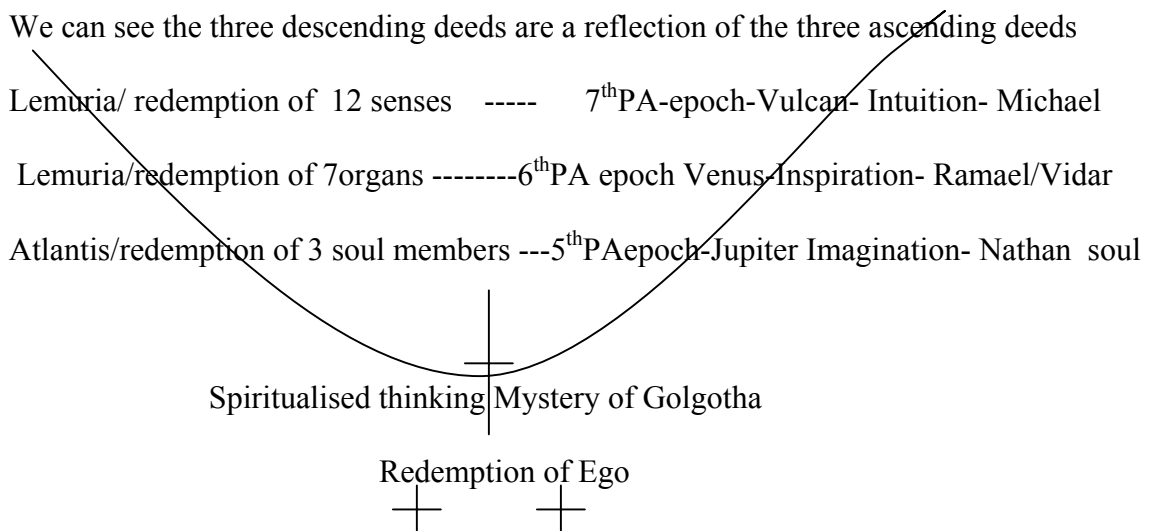 We can see the three descending deeds are a reflection of the three ascending deeds
Lemuria/ redemption of 12 senses ----- 7thPA-epoch-Vulcan- Intuition- Michael
Lemuria/redemption of 7organs --------6thPA epoch Venus-Inspiration- Ramael/Vidar
Atlantis/redemption of 3 soul members ---5thPAepoch-Jupiter Imagination- Nathan soul
Spiritualised thinking Mystery of Golgotha
Redemption of Ego